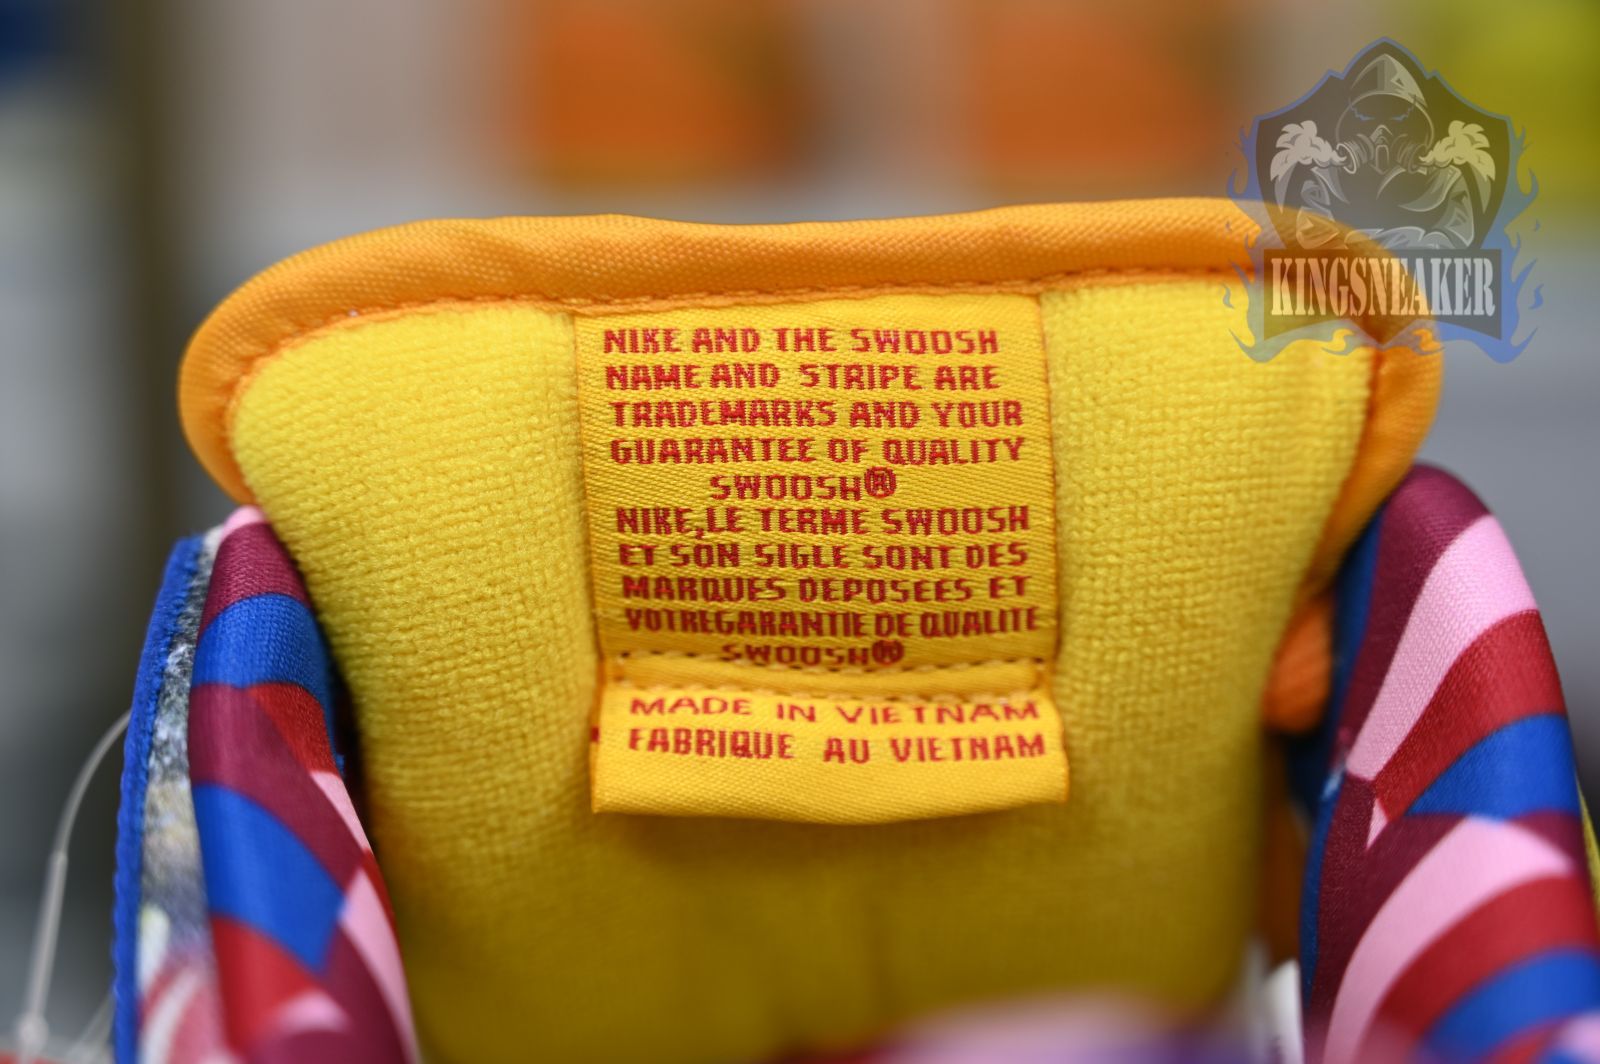 KINGSNEAKER
NIKE AND THE SWOOSH
NAME AND STRIPE ARE
TRADEMARKS AND YOUR
GUARANTEE OF QUALITY
SWOOSH®
NIKE,LE TERME SWOOSH
ET SON SIGLE SONT DES
MARQUES DEPOSEES ET
VOTREGARANTIE DE QUALITE
SWOOSH®
MADE IN VIETNAM
FABRIQUE AU VIETNAM